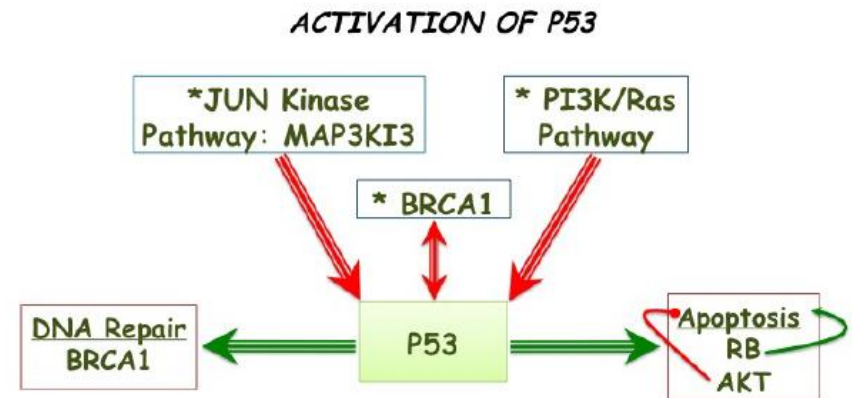 ACTIVATION OF P53
*JUN Kinase
Pathway: MAP3KI3
* PI3K/Ras
Pathway
* BRCA1
DNA Repair
BRCA1
P53
Apoptosis
RB
AKT